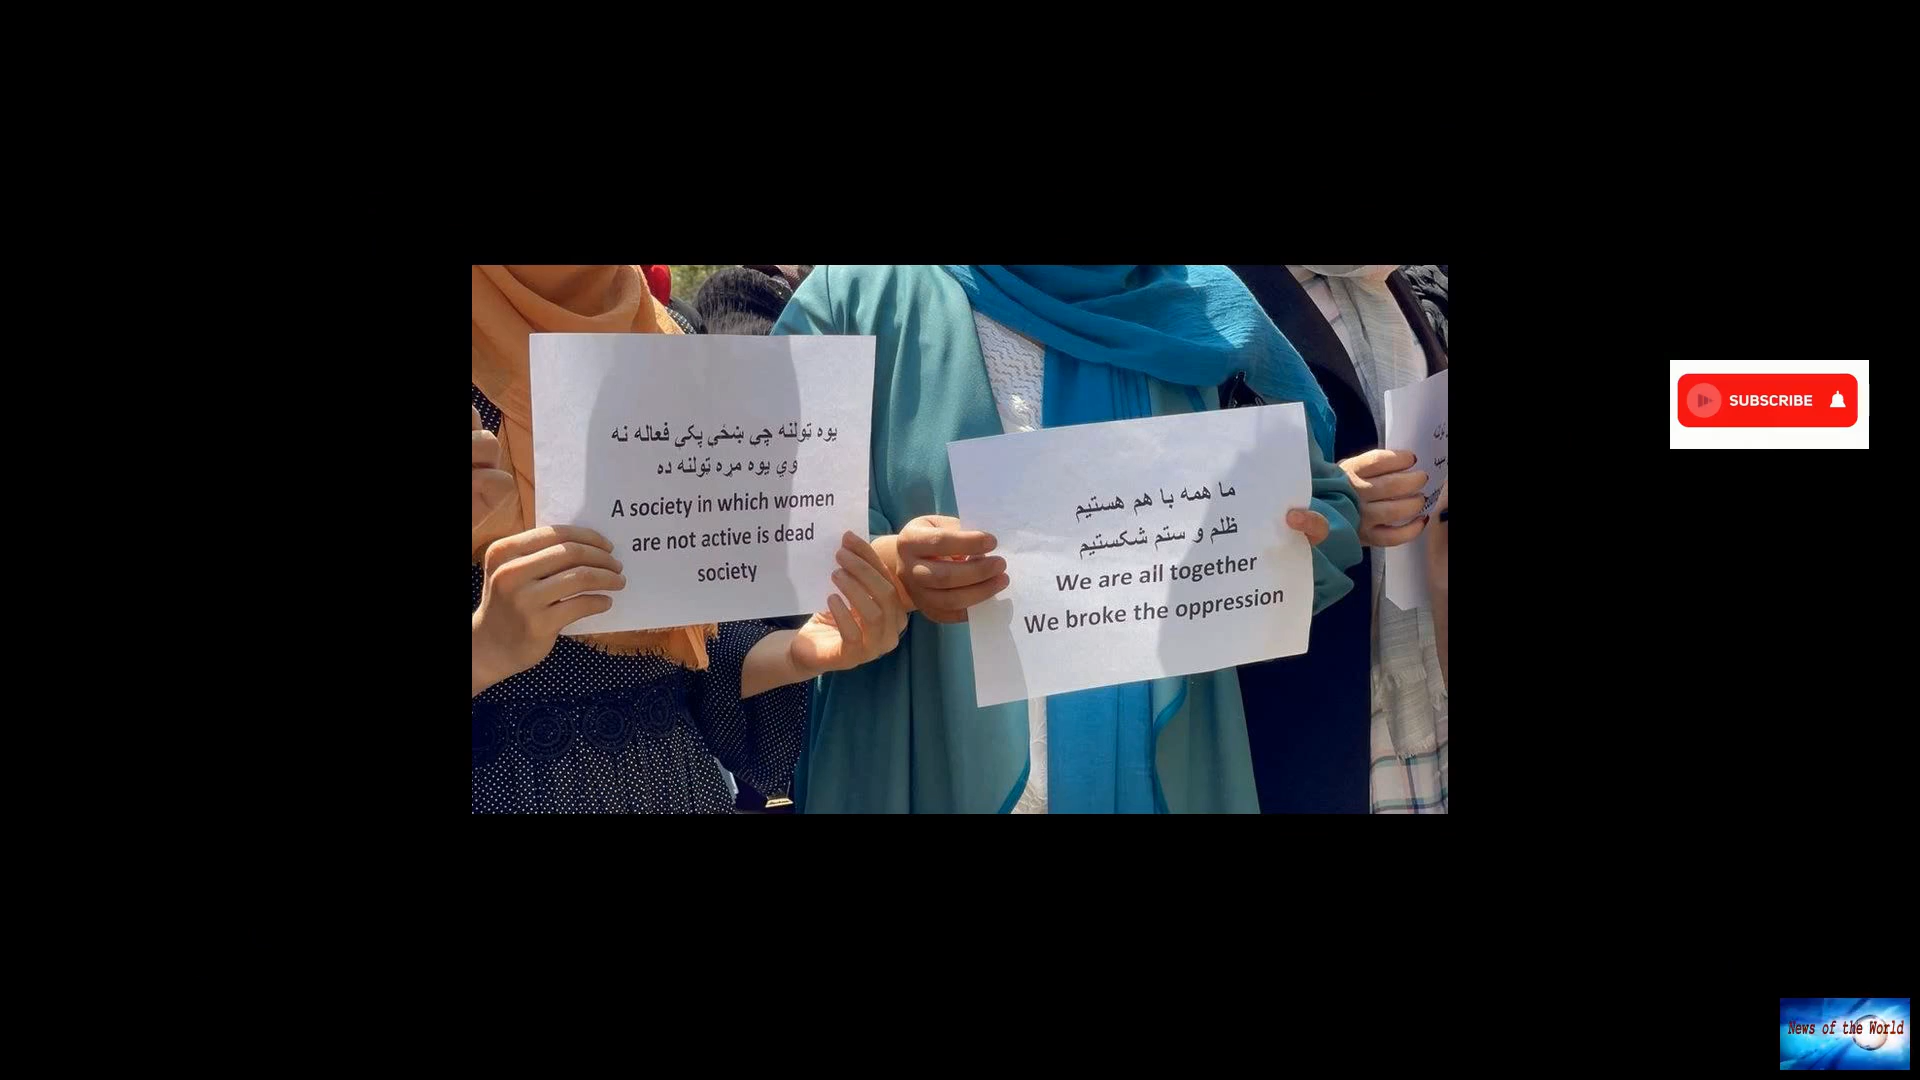 یوه ټولنه چې ښځې پکې فعاله نه
وي یوه مړه ټولنه ده
A society in which women
are not active is dead
society
ما همه با هم هستیم
ظلم و ستم شکستیم
We are all together
We broke the oppression
SUBSCRIBE
News of the World